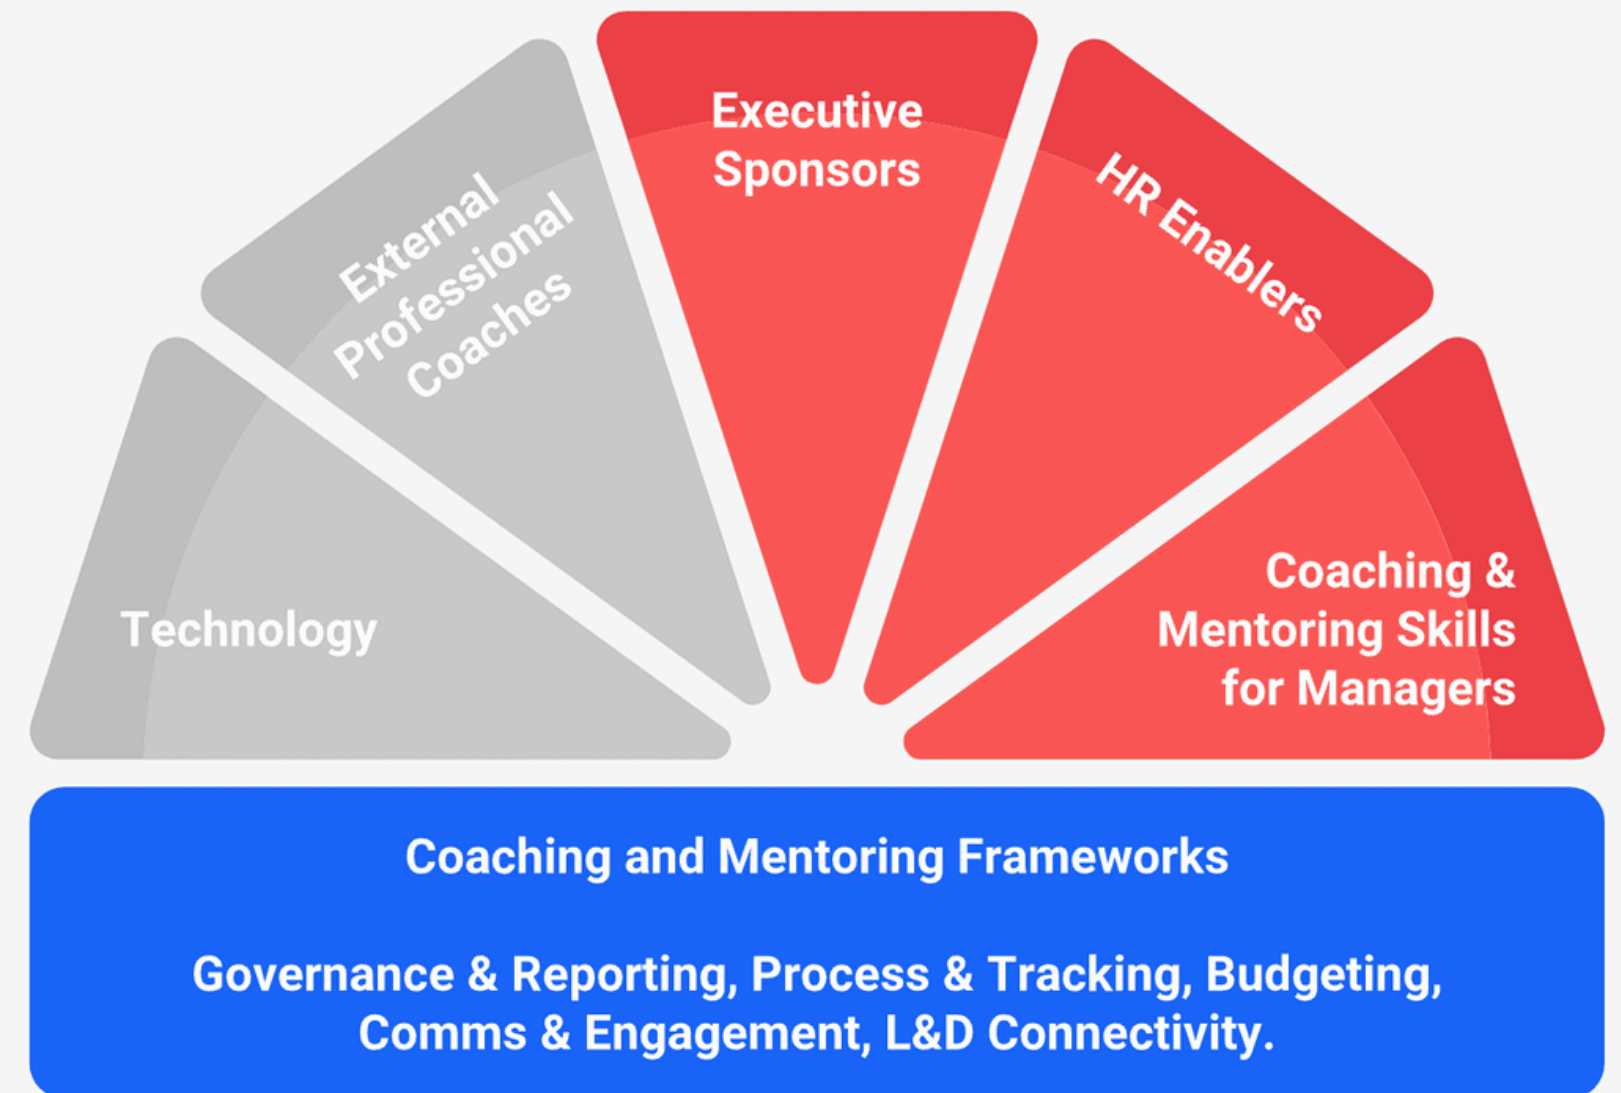 Executive
Sponsors
External
Professional
Coaches
HR Enablers
Technology
Coaching &
Mentoring Skills
for Managers
Coaching and Mentoring Frameworks
Governance & Reporting, Process & Tracking, Budgeting,
Comms & Engagement, L&D Connectivity.